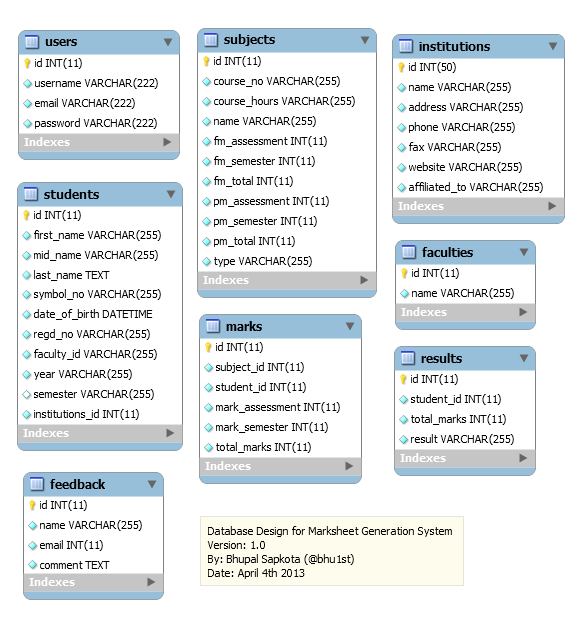 users
id INT(11)
username VARCHAR(222)
email VARCHAR(222)
password VARCHAR(222)
Indexes
subjects
id INT(11)
course_no VARCHAR(255)
course_hours VARCHAR(255)
name VARCHAR(255)
fm_assessment INT(11)
fm_semester INT(11)
fm_total INT(11)
pm_assessment INT(11)
pm_semester INT(11)
pm_total INT(11)
type VARCHAR(255)
Indexes
institutions
id INT(50)
name VARCHAR(255)
address VARCHAR(255)
phone VARCHAR(255)
fax VARCHAR(255)
website VARCHAR(255)
affiliated_to VARCHAR(255)
Indexes
students
id INT(11)
first_name VARCHAR(255)
mid_name VARCHAR(255)
last_name TEXT
symbol_no VARCHAR(255)
date_of_birth DATETIME
regd_no VARCHAR(255)
faculty_id VARCHAR(255)
year VARCHAR(255)
semester VARCHAR(255)
institutions_id INT(11)
Indexes
faculties
id INT(11)
name VARCHAR(255)
Indexes
marks
id INT(11)
subject_id INT(11)
student_id INT(11)
mark_assessment INT(11)
mark_semester INT(11)
total_marks INT(11)
Indexes
results
id INT(11)
student_id INT(11)
total_marks INT(11)
result VARCHAR(255)
Indexes
feedback
id INT(11)
name VARCHAR(255)
email INT(11)
comment TEXT
Indexes
Database Design for Marksheet Generation System
Version: 1.0
By: Bhupal Sapkota (@bhu1st)
Date: April 4th 2013